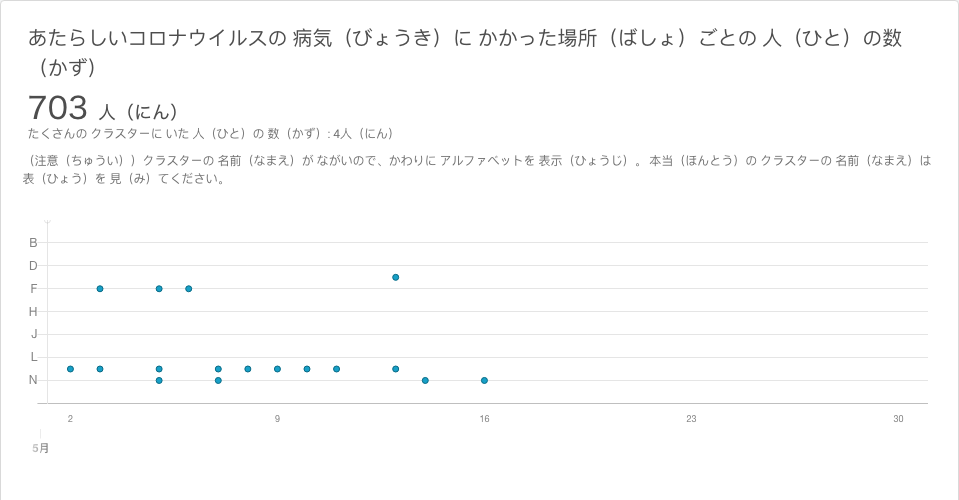 あたらしいコロナウイルスの 病気（びょうき）に かかった場所（ばしょ）ごとの 人（ひと）の数
（かず）
703 人（にん）
たくさんの クラスターに いた 人（ひと）の 数（かず）: 4人（にん）
（注意（ちゅうい））クラスターの 名前（なまえ）が ながいので、かわりに アルファベットを 表示（ひょうじ）。 本当（ほんとう）の クラスターの 名前（なまえ）は
表（ひょう）を 見（み）てください。
B
D
F
H
J
L
N
2 9 16 23 30
5月